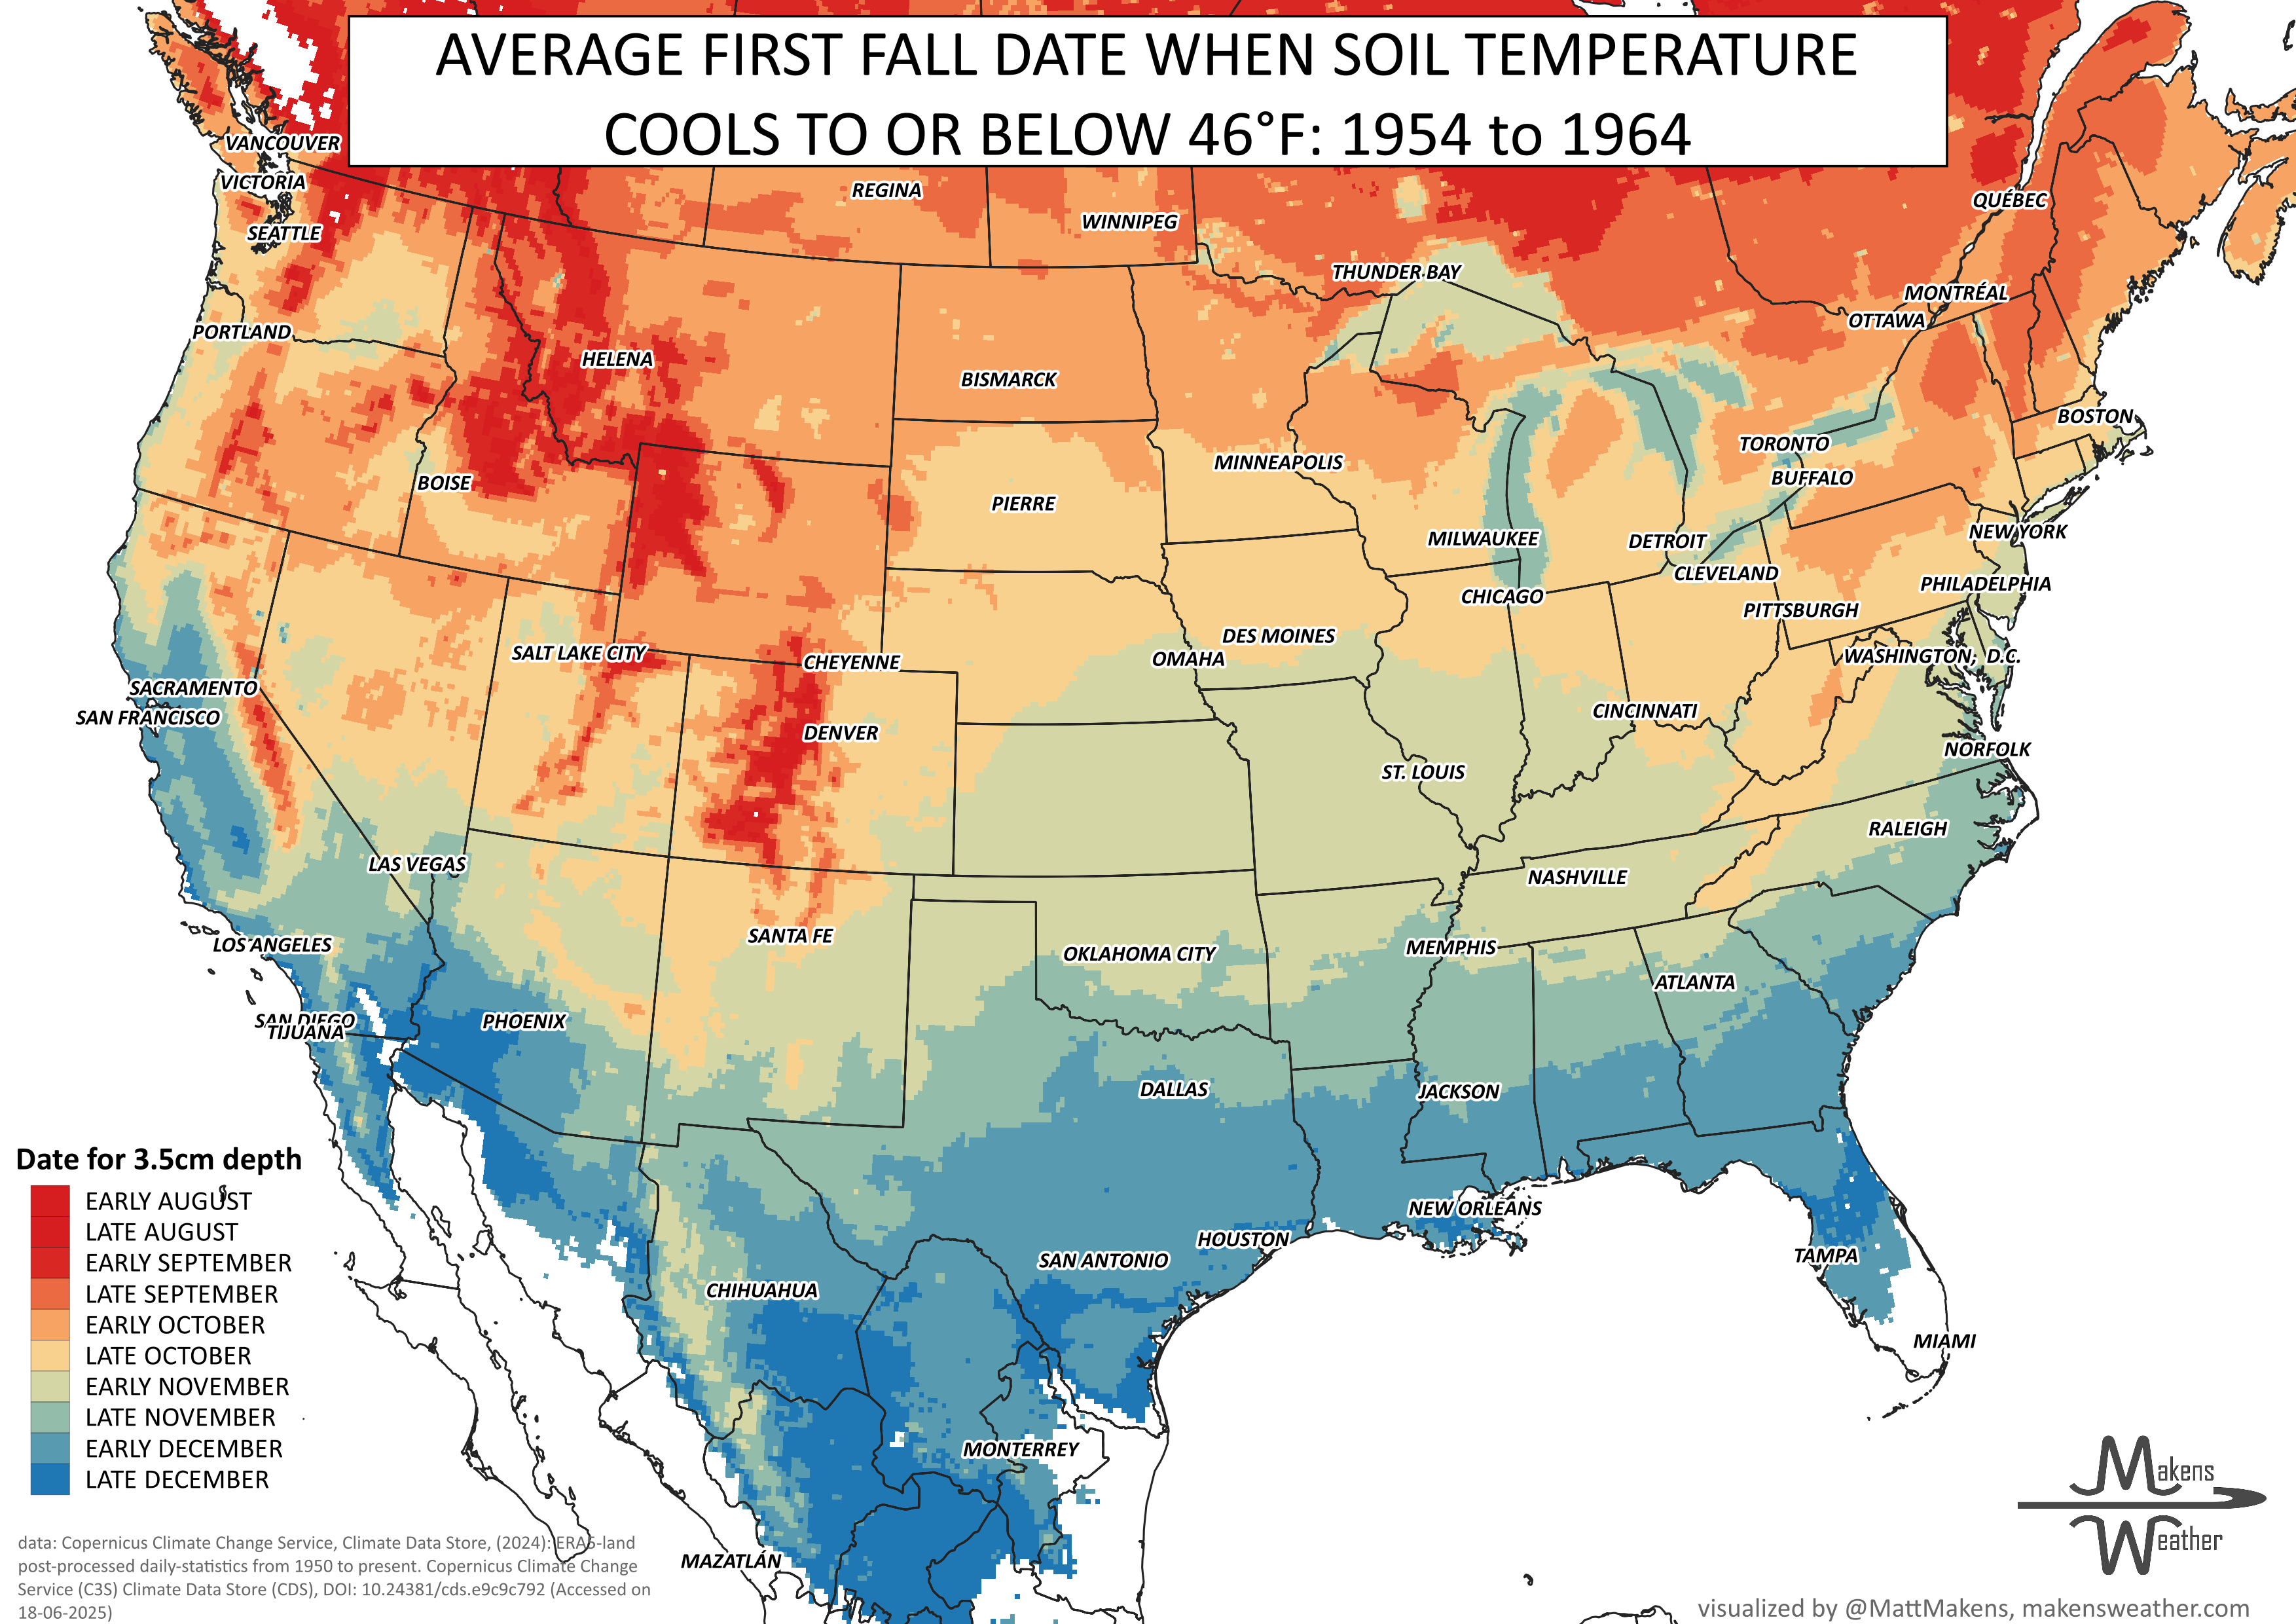 AVERAGE FIRST FALL DATE WHEN SOIL TEMPERATURE
COOLS TO OR BELOW 46°F: 1954 to 1964
VANCOUVER
VICTORIA
REGINA
QUÉBEC
WINNIPEG
SEATTLE
THUNDER BAY
MONTRÉAL
OTTAWA
PORTLAND
HELENA
BISMARCK
BOSTON
TORONTO
MINNEAPOLIS
BUFFALO
BOISE
PIERRE
NEW YORK
MILWAUKEE
DETROIT
CLEVELAND
PHILADELPHIA
CHICAGO
PITTSBURGH
DES MOINES
SALT LAKE CITY
OMAHA
WASHINGTON, D.C.
CHEYENNE
SACRAMENTO
CINCINNATI
SAN FRANCISCO
DENVER
NORFOLK
ST. LOUIS
RALEIGH
LAS VEGAS
NASHVILLE
SANTA FE
LOS ANGELES
MEMPHIS
OKLAHOMA CITY
ATLANTA
SAN DIEGO
PHOENIX
TIJUANA
DALLAS
JACKSON
NEW ORLEANS
HOUSTON
TAMPA
SAN ANTONIO
CHIHUAHUA
MIAMI
MONTERREY
MAZATLÁN
Date for 3.5cm depth
EARLY AUGUST
LATE AUGUST
EARLY SEPTEMBER
LATE SEPTEMBER
EARLY OCTOBER
LATE OCTOBER
EARLY NOVEMBER
LATE NOVEMBER
EARLY DECEMBER
LATE DECEMBER
data: Copernicus Climate Change Service, Climate Data Store, (2024): ERA5-land
post-processed daily-statistics from 1950 to present. Copernicus Climate Change
Service (C3S) Climate Data Store (CDS), DOI: 10.24381/cds.e9c9c792 (Accessed on
18-06-2025)
Makens
Weather
visualized by @MattMakens, makensweather.com